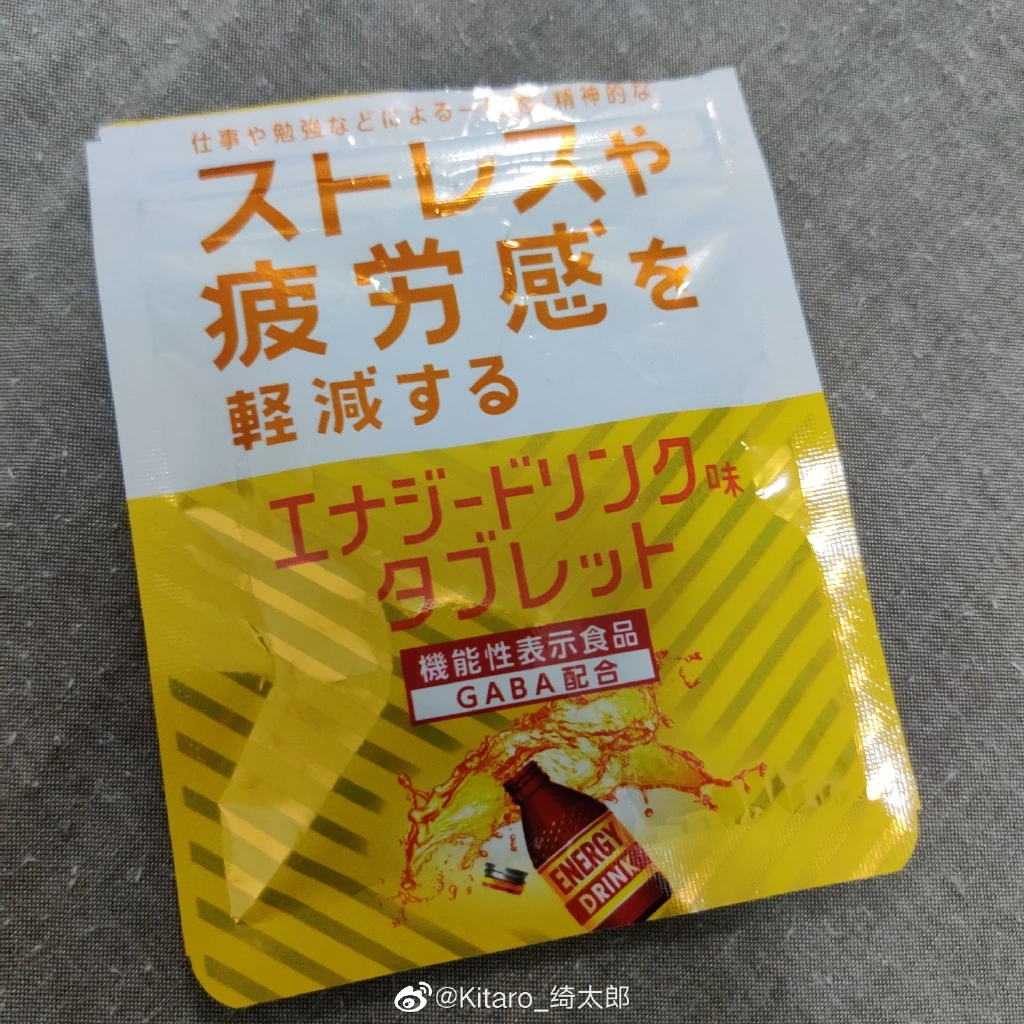 仕事や勉強などによる一時的・精神的な
ストレスや
疲労感を
軽減する
エナジードリンク味
タブレット
機能性表示食品
GABA配合
ENERGY
DRINK
@Kitaro_绮太郎